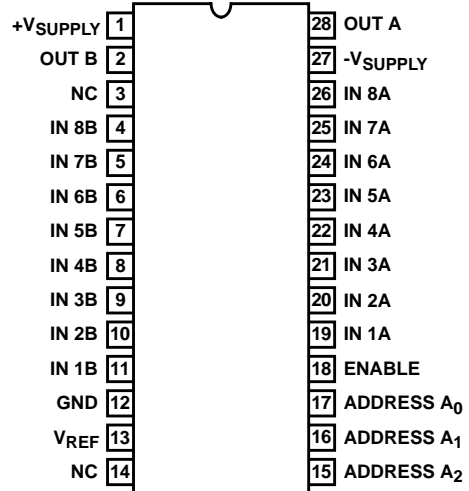 +VSUPPLY 1 28 OUT A
OUT B 2 27 -VSUPPLY
NC 3 26 IN 8A
IN 8B 4 25 IN 7A
IN 7B 5 24 IN 6A
IN 6B 6 23 IN 5A
IN 5B 7 22 IN 4A
IN 4B 8 21 IN 3A
IN 3B 9 20 IN 2A
IN 2B 10 19 IN 1A
IN 1B 11 18 ENABLE
GND 12 17 ADDRESS A0
VREF 13 16 ADDRESS A1
NC 14 15 ADDRESS A2